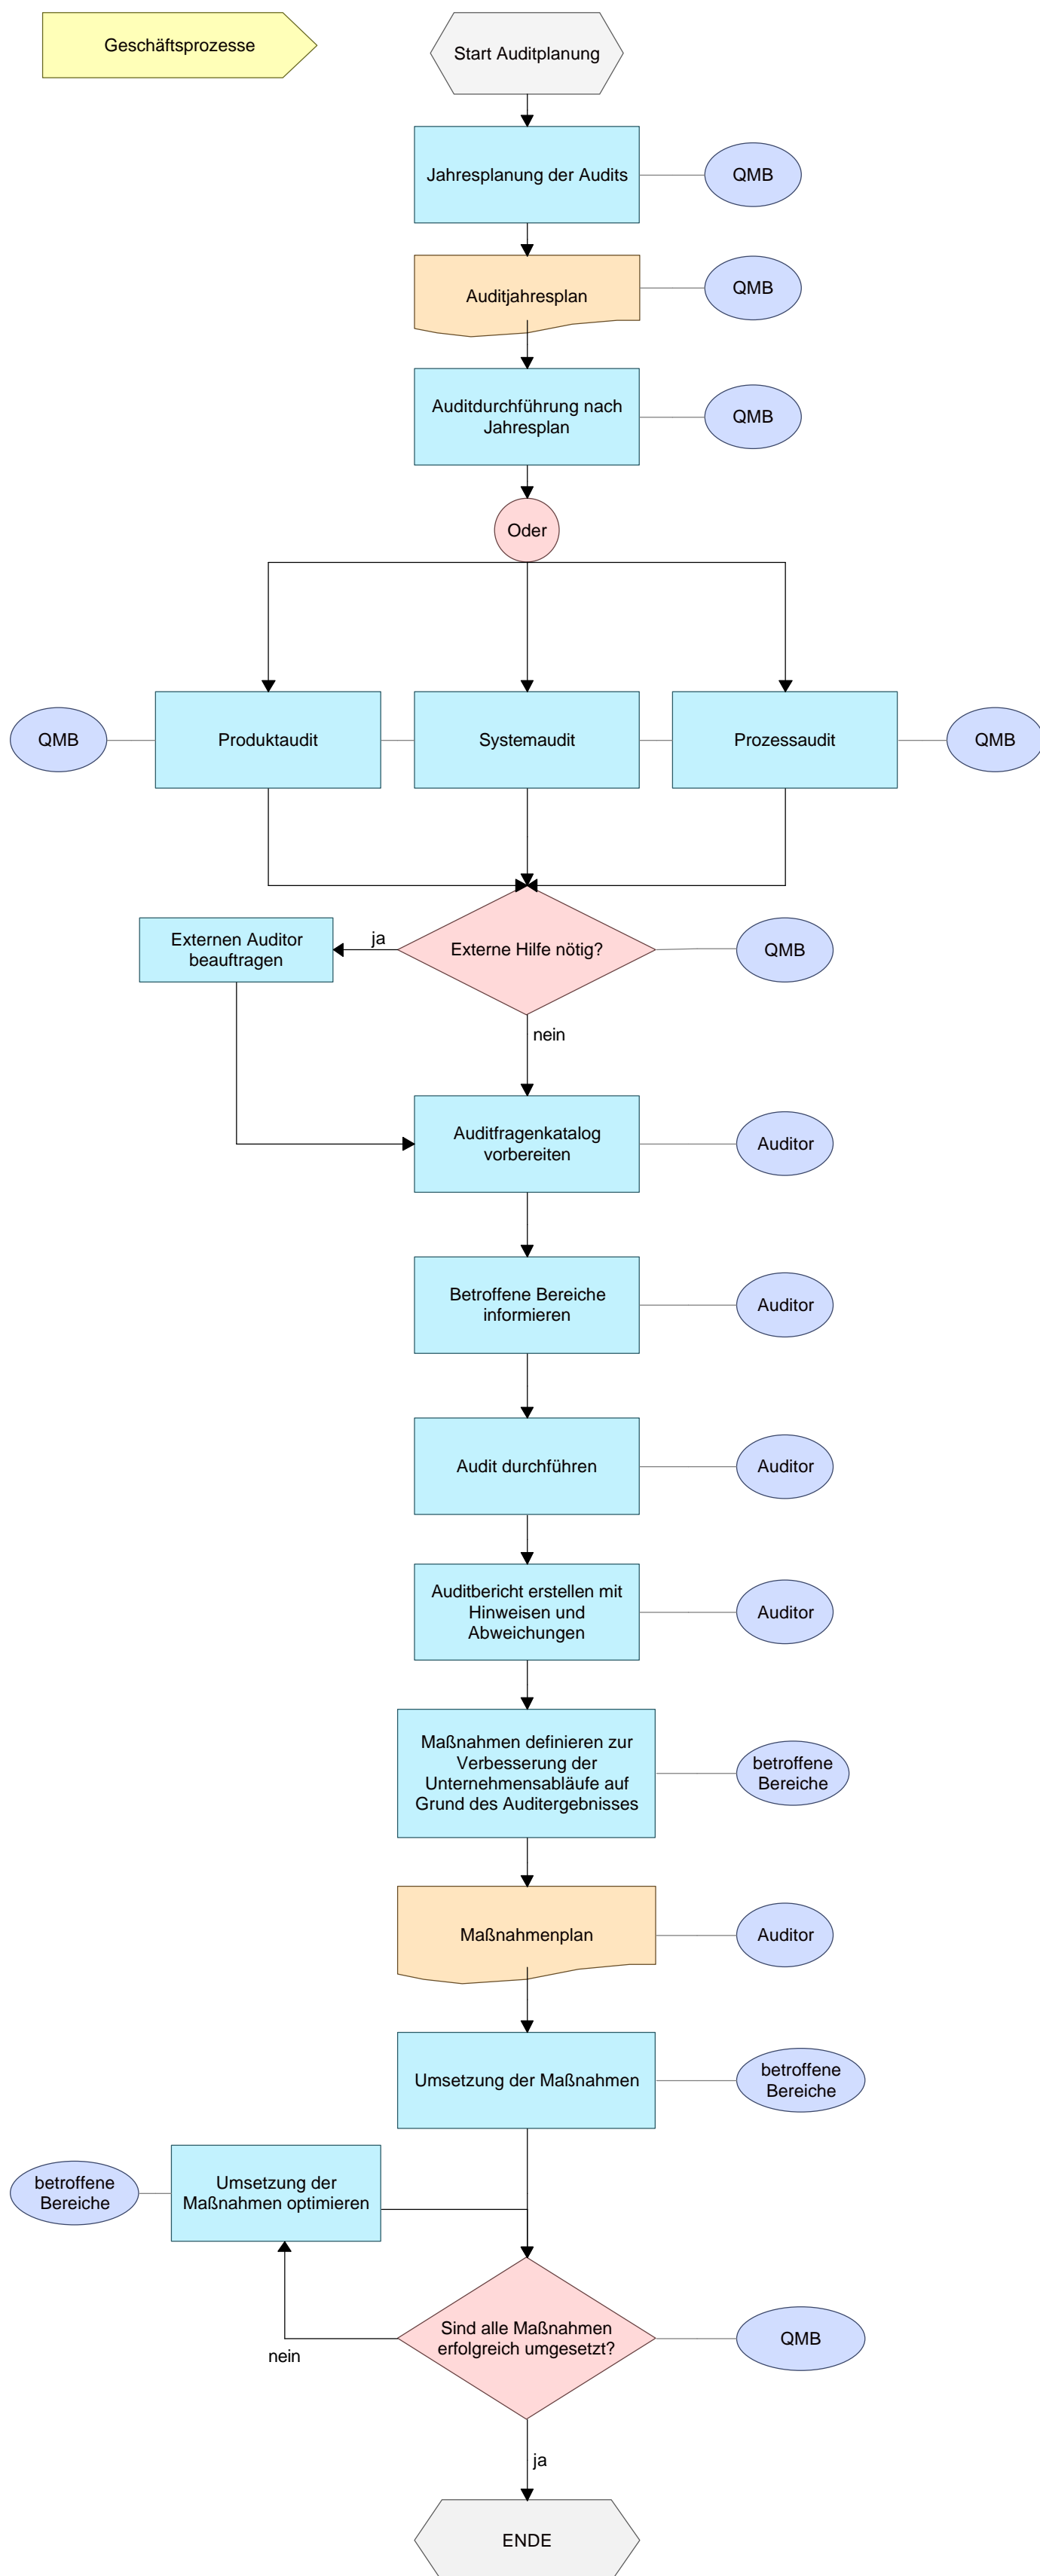 Geschäftsprozesse
Start Auditplanung
Jahresplanung der Audits
QMB
Auditjahresplan
QMB
Auditdurchführung nach
Jahresplan
QMB
Oder
QMB
Produktaudit
Systemaudit
Prozessaudit
QMB
Externen Auditor
beauftragen
ja
Externe Hilfe nötig?
QMB
nein
Auditfragenkatalog
vorbereiten
Auditor
Betroffene Bereiche
informieren
Auditor
Audit durchführen
Auditor
Auditbericht erstellen mit
Hinweisen und
Abweichungen
Auditor
Maßnahmen definieren zur
Verbesserung der
Unternehmensabläufe auf
Grund des Auditergebnisses
betroffene
Bereiche
Maßnahmenplan
Auditor
Umsetzung der Maßnahmen
betroffene
Bereiche
betroffene
Bereiche
Umsetzung der
Maßnahmen optimieren
Sind alle Maßnahmen
erfolgreich umgesetzt?
QMB
nein
ja
ENDE